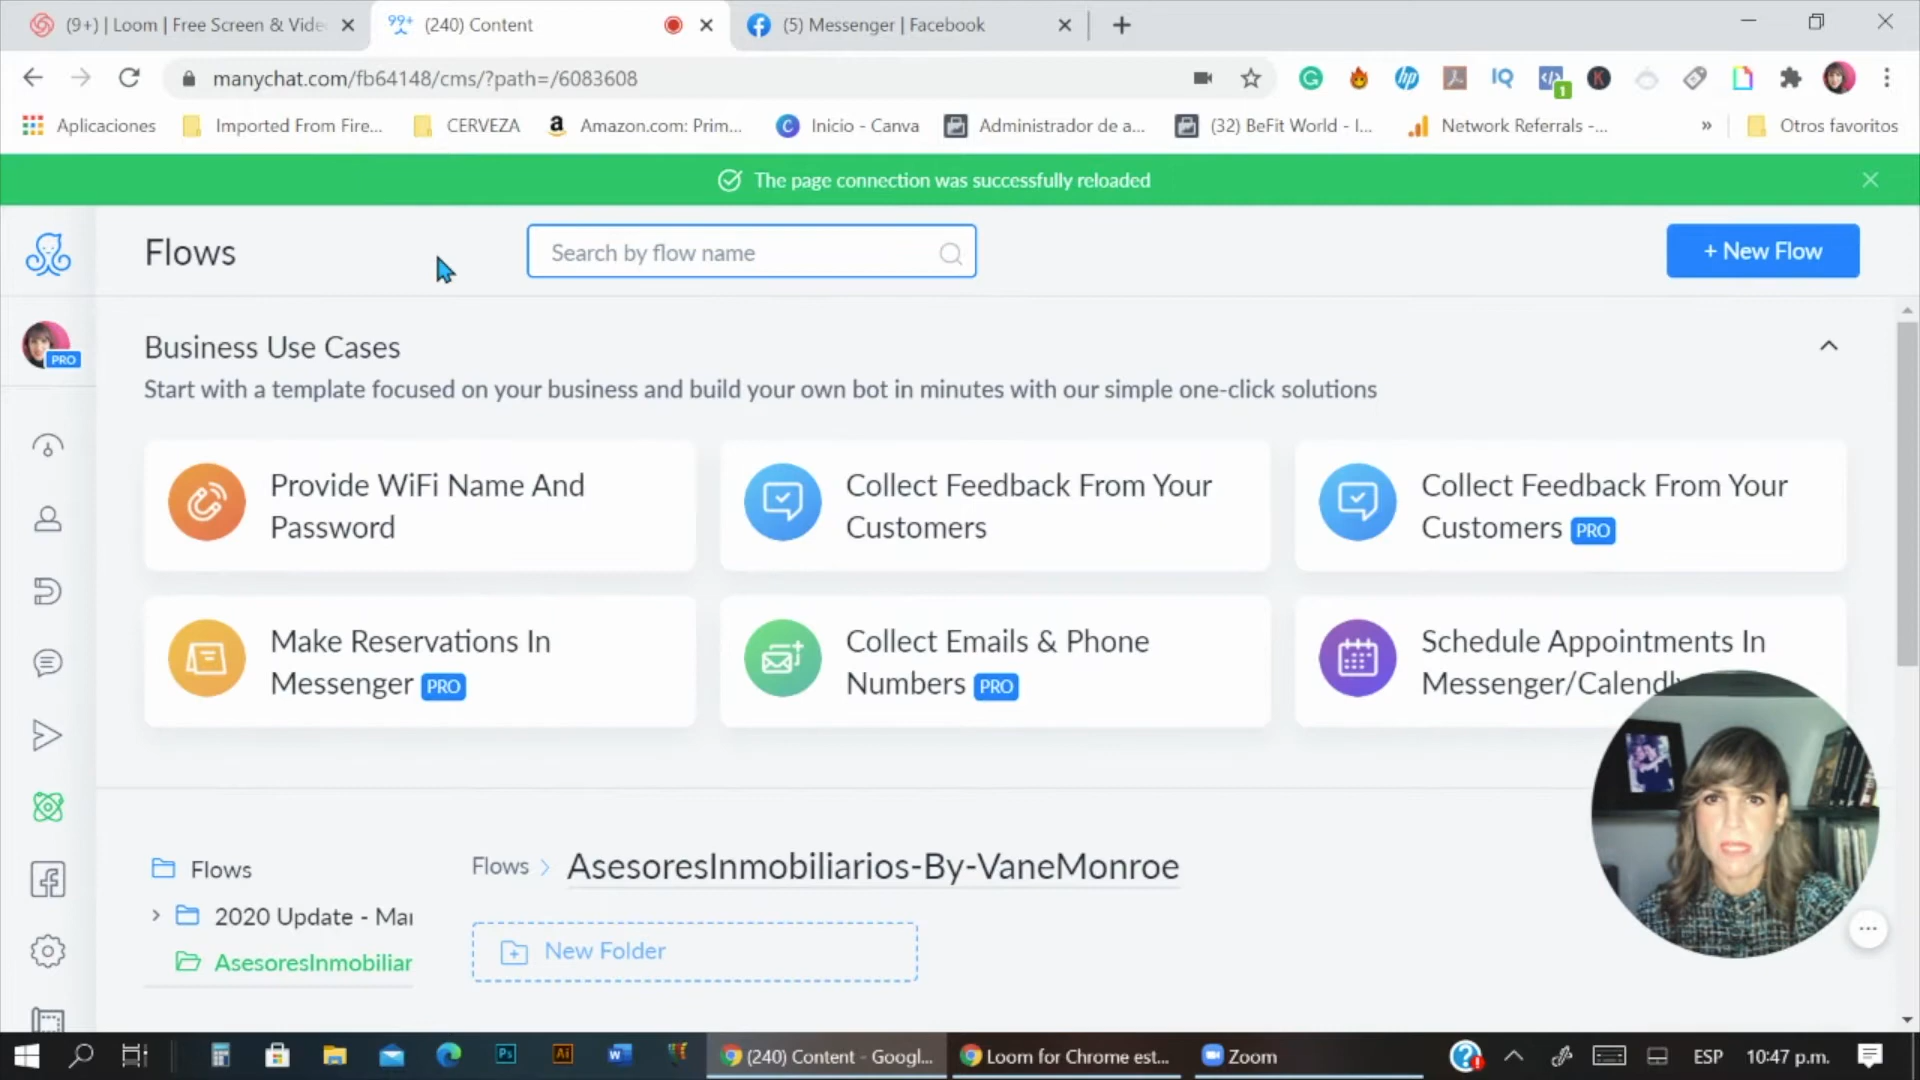 (9+) | Loom | Free Screen & Vide
99+ (240) Content
(5) Messenger | Facebook
manychat.com/fb64148/cms/?path=/6083608
Aplicaciones
Imported From Fire...
CERVEZA
Amazon.com: Prim...
Inicio - Canva
Administrador de a...
(32) BeFit World - I...
Network Referrals -...
»
Otros favoritos
The page connection was successfully reloaded
Flows
Search by flow name
+ New Flow
PRO
Business Use Cases
Start with a template focused on your business and build your own bot in minutes with our simple one-click solutions
Provide WiFi Name And
Password
Collect Feedback From Your
Customers
Collect Feedback From Your
Customers PRO
Make Reservations In
Messenger PRO
Collect Emails & Phone
Numbers PRO
Schedule Appointments In
Messenger/Calendly
Flows
2020 Update - Mar
AsesoresInmobiliar
Flows > AsesoresInmobiliarios-By-VaneMonroe
New Folder
(240) Content - Googl...
Loom for Chrome est...
Zoom
ESP
10:47 p.m.